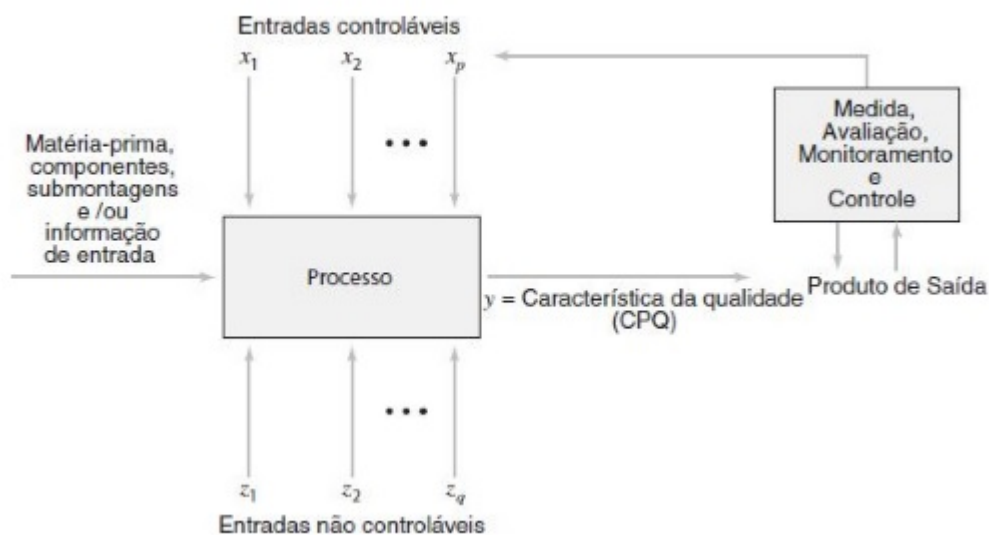 Entradas controláveis
x1 x2 xp
Medida,
Avaliação,
Monitoramento
e
Controle
Matéria-prima,
componentes,
submontagens
e /ou
informação
de entrada
Processo
y = Característica da qualidade
(CPQ)
Produto de Saída
z1 z2 zq
Entradas não controláveis